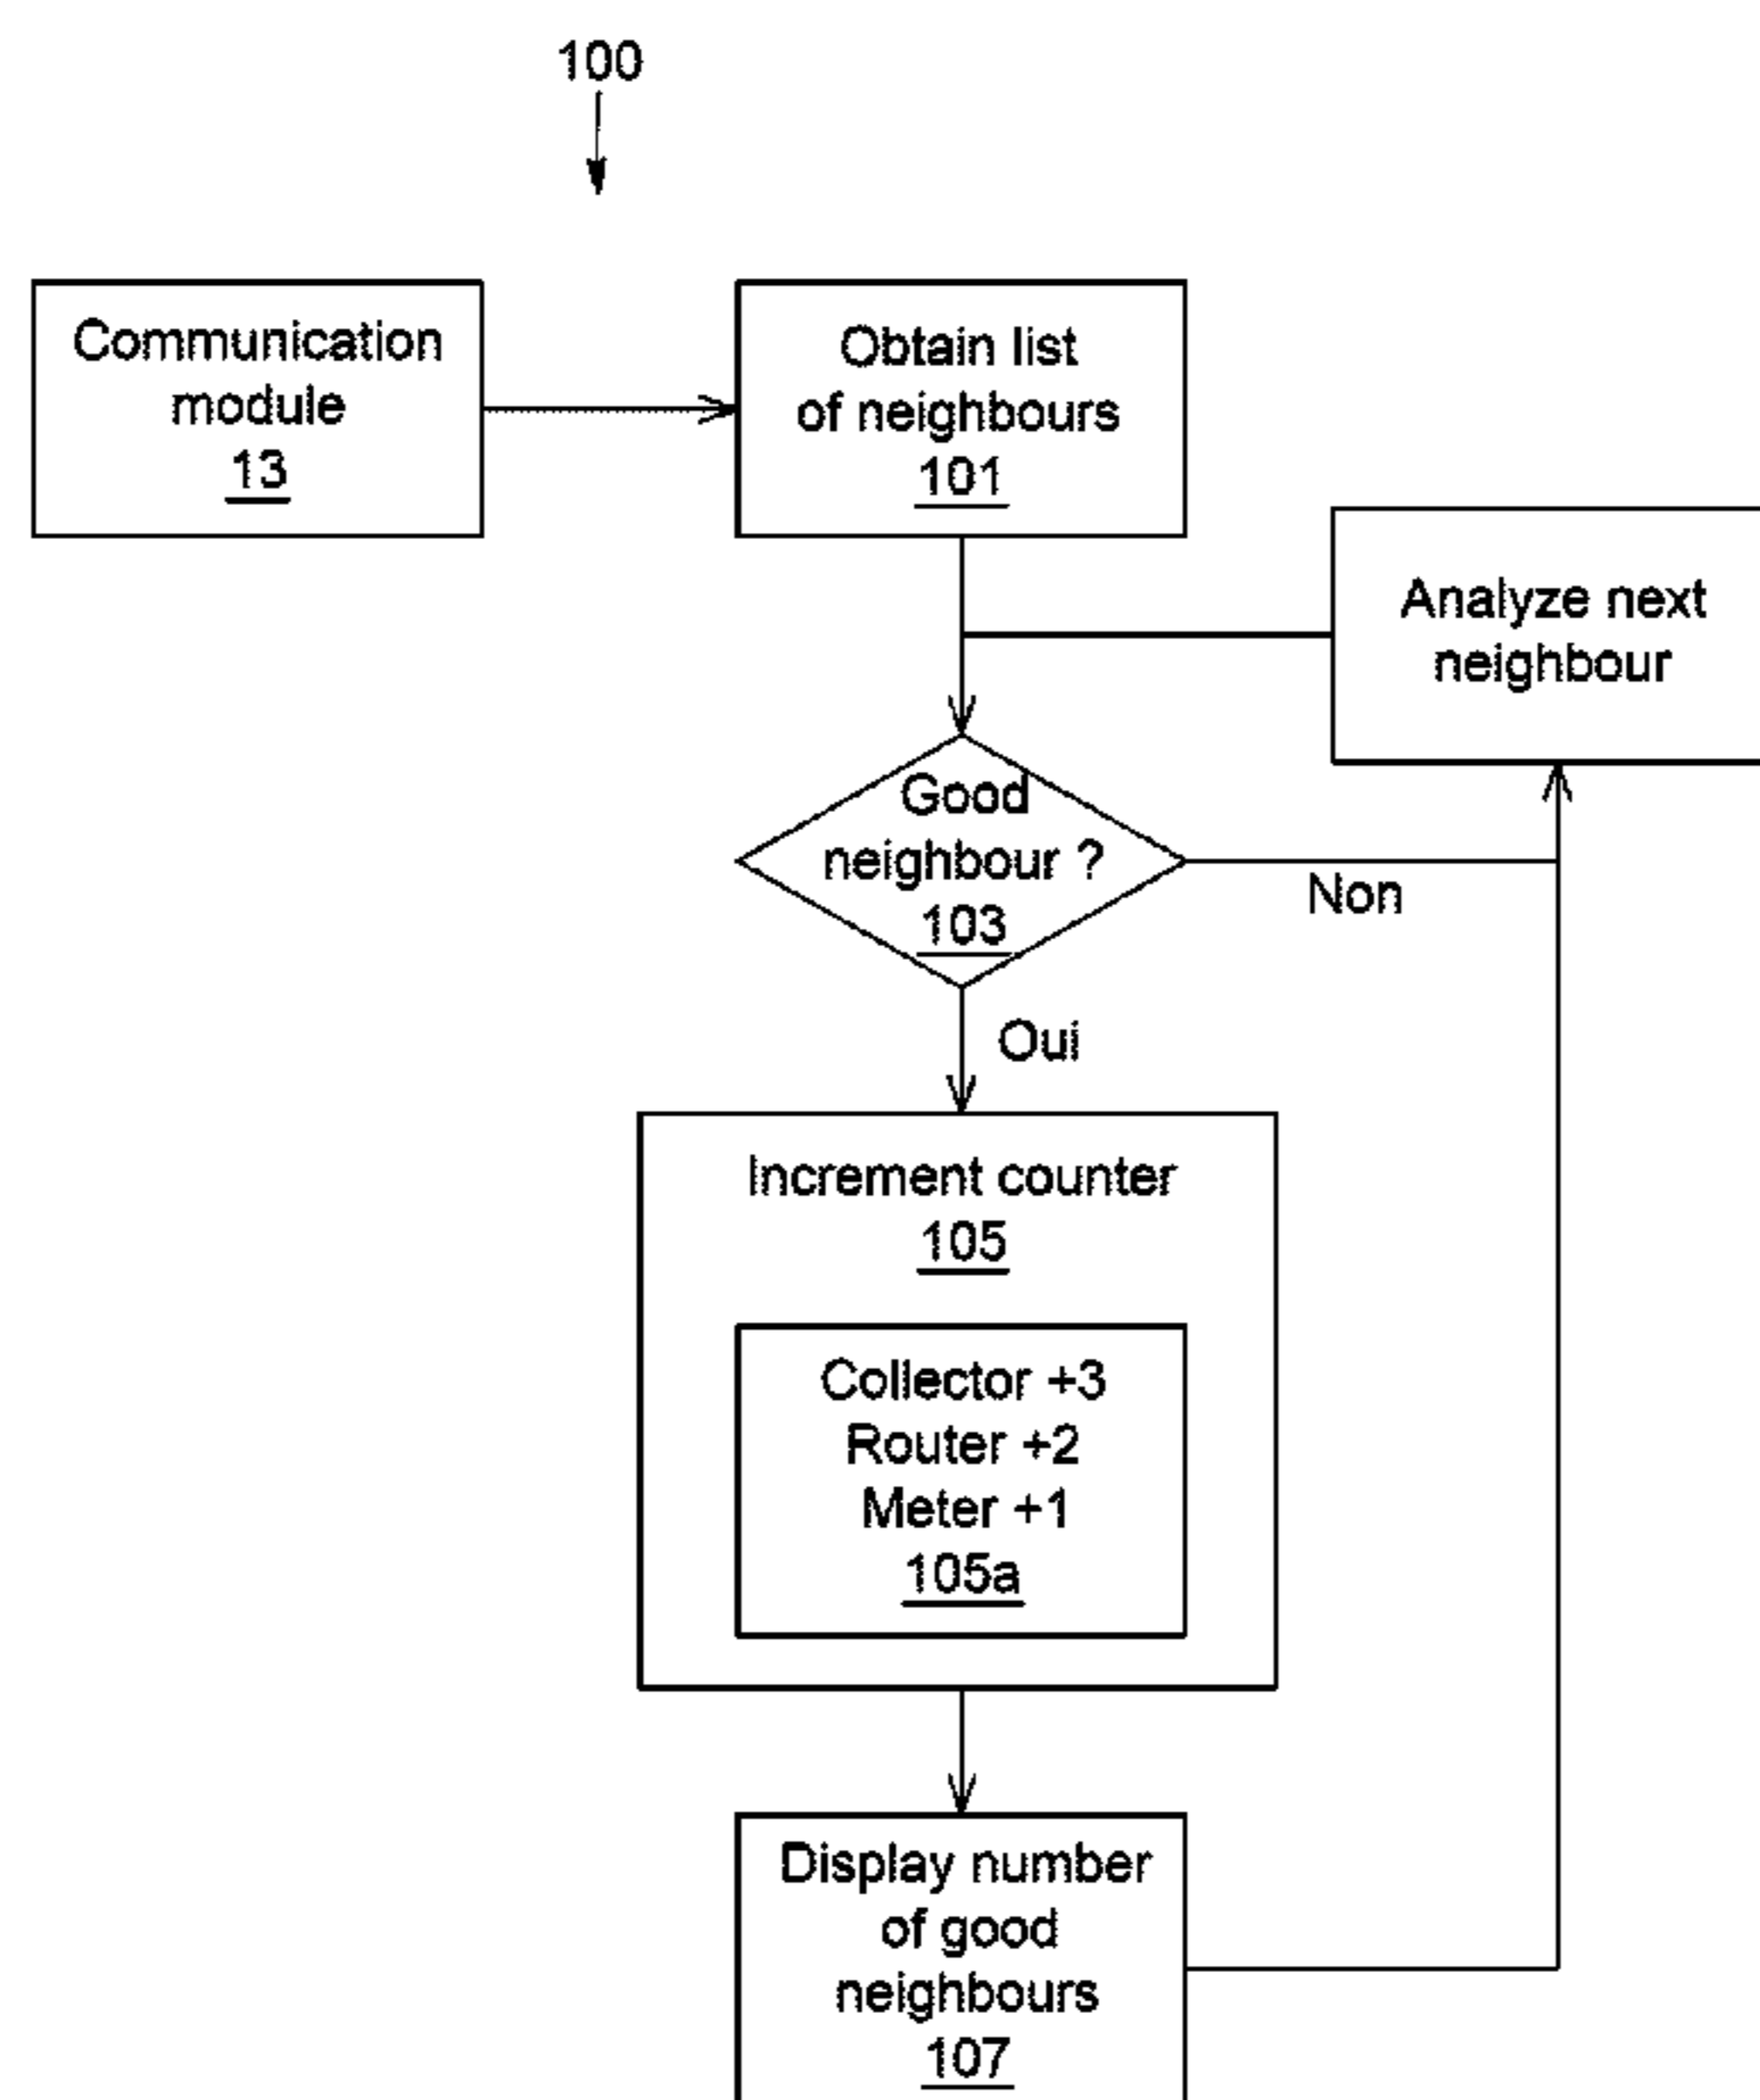 100
Communication
module
13
Obtain list
of neighbours
101
Analyze next
neighbour
Good
neighbour ?
103
Non
Oui
Increment counter
105
Collector +3
Router +2
Meter +1
105a
Display number
of good
neighbours
107